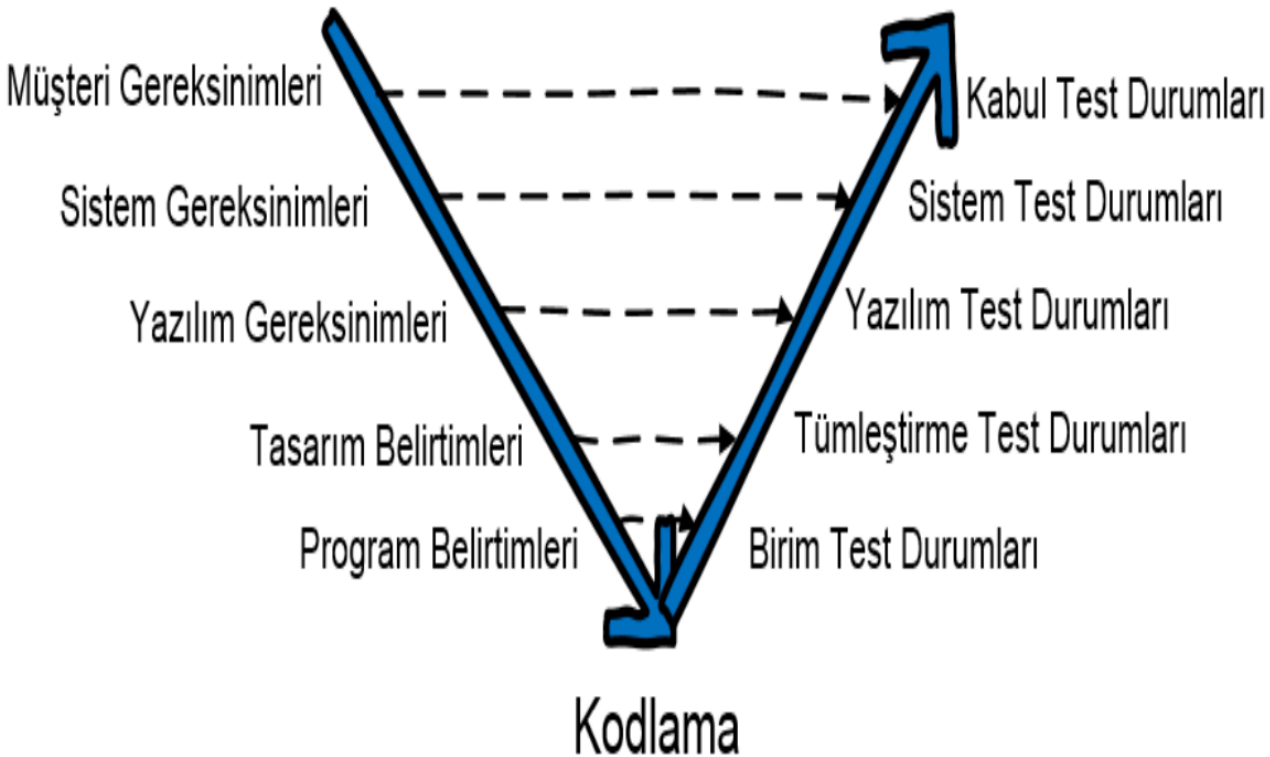 Müşteri Gereksinimleri
Kabul Test Durumları
Sistem Gereksinimleri
Sistem Test Durumları
Yazılım Gereksinimleri
Yazılım Test Durumları
Tasarım Belirtimleri
Tümleştirme Test Durumları
Program Belirtimleri
Birim Test Durumları
Kodlama